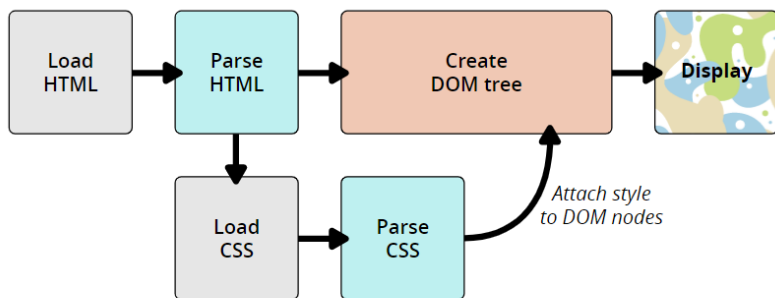 Load
HTML
Parse
HTML
Create
DOM tree
Display
Load
CSS
Parse
CSS
Attach style
to DOM nodes